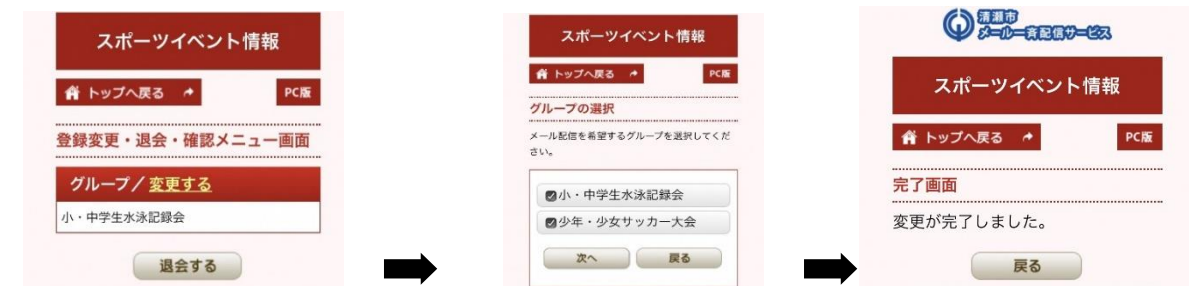 スポーツイベント情報
トップへ戻る
PC版
登録変更・退会・確認メニュー画面
グループ/変更する
小・中学生水泳記録会
退会する
スポーツイベント情報
トップへ戻る
PC版
グループの選択
メール配信を希望するグループを選択してくだ
さい。
小・中学生水泳記録会
少年・少女サッカー大会
次へ
戻る
清瀬市
メール一斉配信サービス
スポーツイベント情報
トップへ戻る
PC版
完了画面
変更が完了しました。
戻る